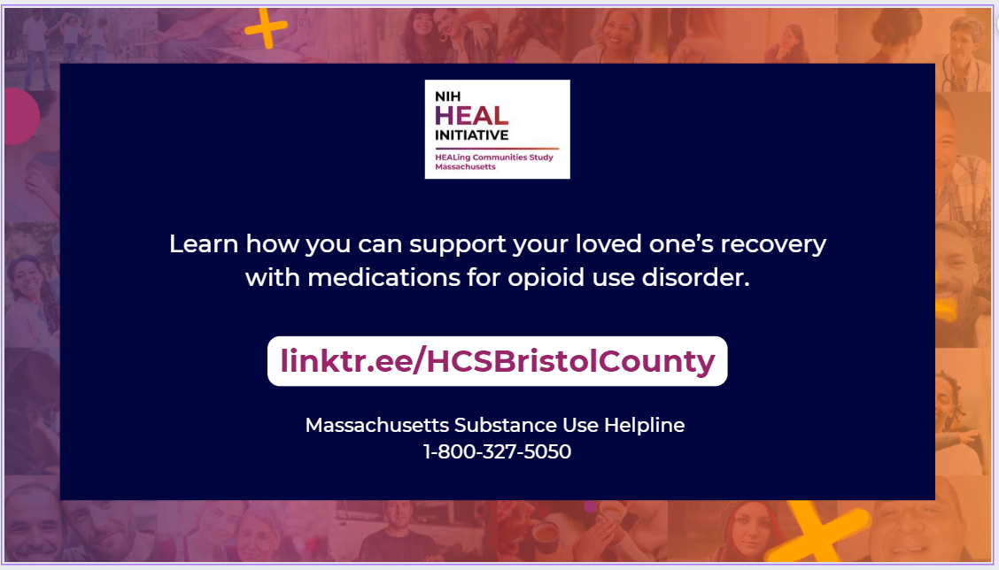 NIH
HEAL
INITIATIVE
HEALing Communities Study
Massachusetts
Learn how you can support your loved one’s recovery
with medications for opioid use disorder.
linktr.ee/HCSBristolCounty
Massachusetts Substance Use Helpline
1-800-327-5050